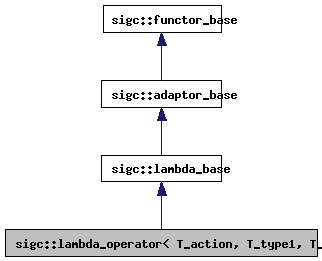 sigc::functor_base
sigc::adaptor_base
sigc::lambda_base
sigc::lambda_operator< T_action, T_type1, T_